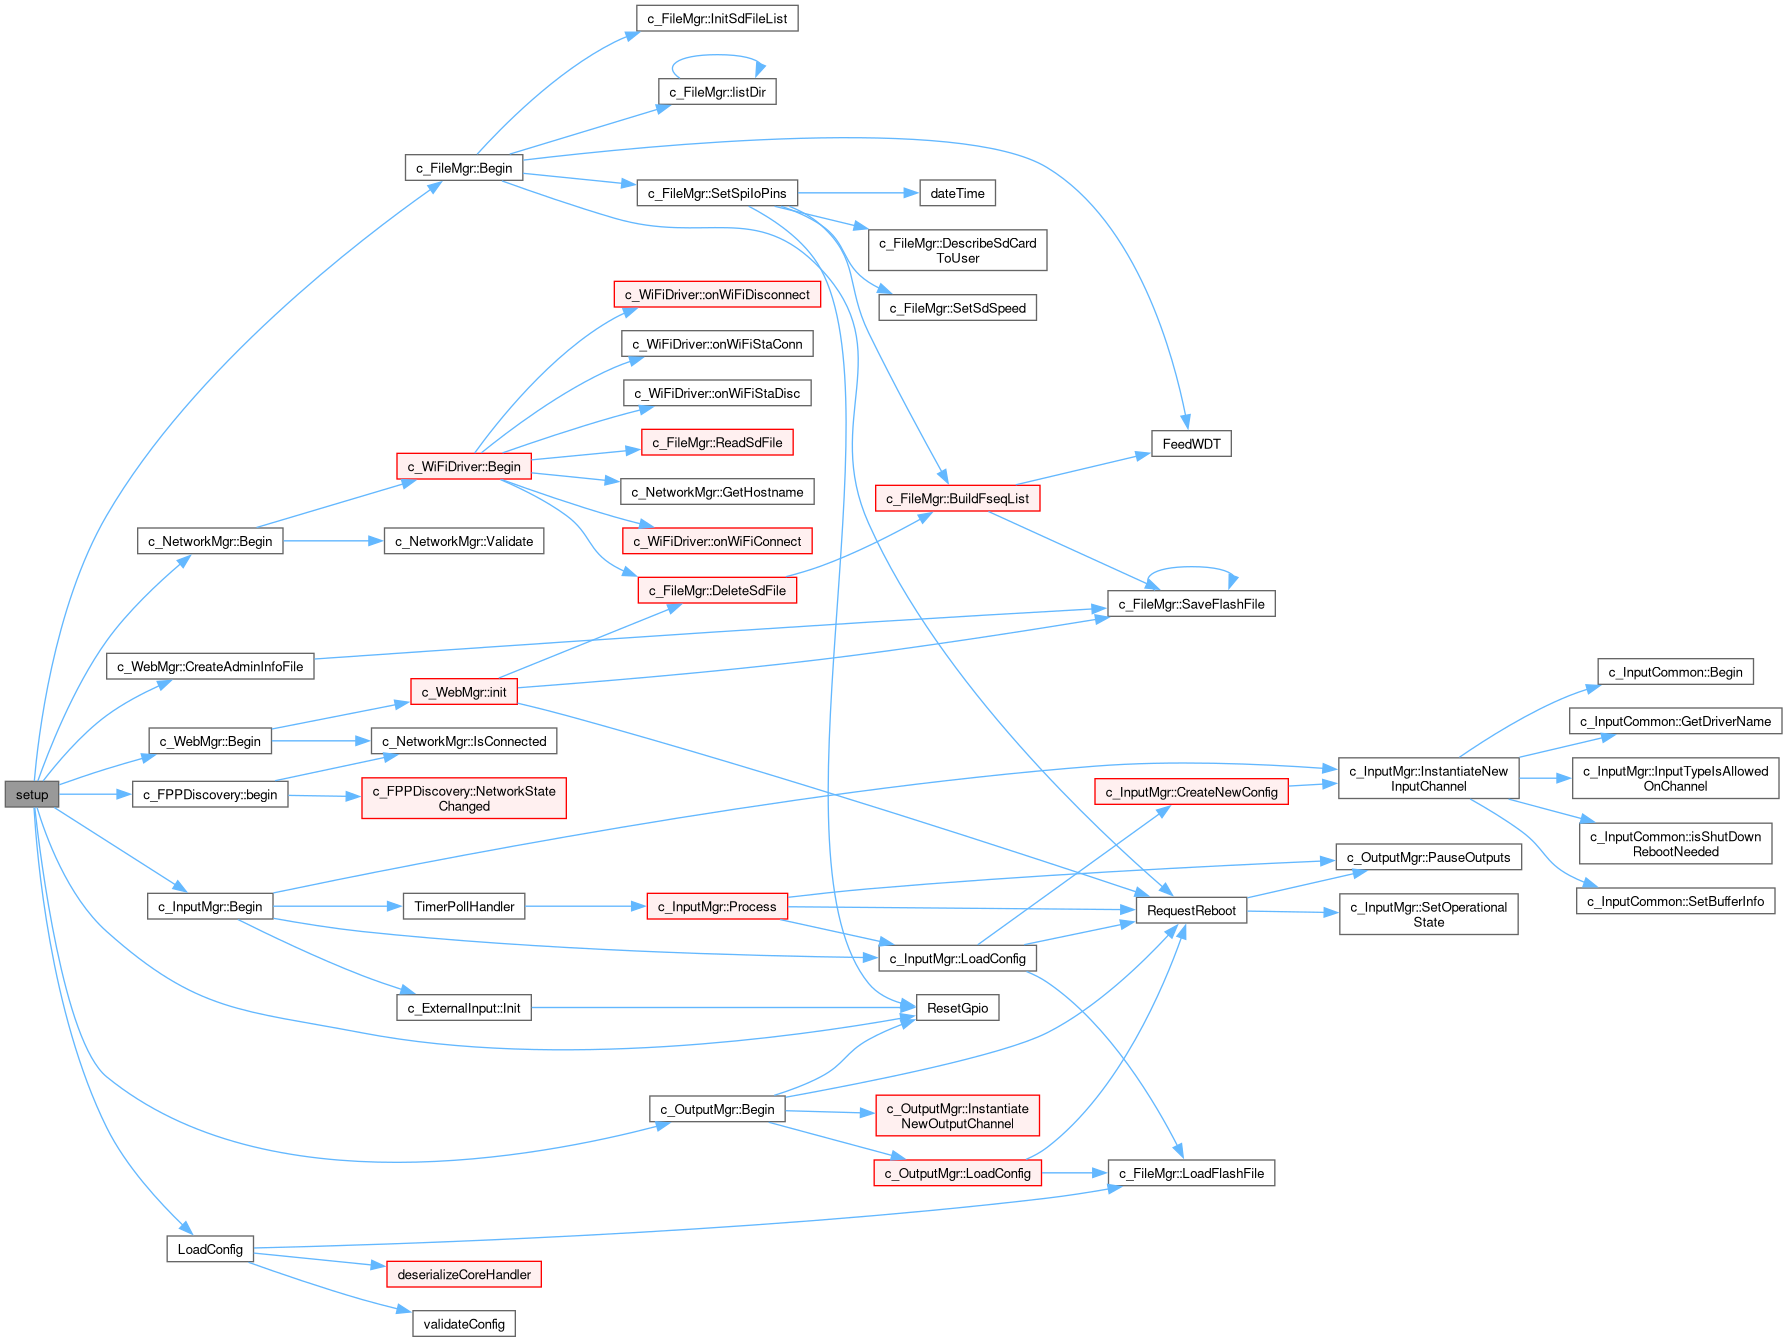 c_FileMgr::InitSdFileList
c_FileMgr::listDir
c_FileMgr::Begin
c_FileMgr::SetSpiIoPins
dateTime
c_FileMgr::DescribeSdCard
ToUser
c_FileMgr::SetSdSpeed
c_WiFiDriver::onWiFiDisconnect
c_WiFiDriver::onWiFiStaConn
c_WiFiDriver::onWiFiStaDisc
c_FileMgr::ReadSdFile
FeedWDT
c_WiFiDriver::Begin
c_NetworkMgr::GetHostname
c_FileMgr::BuildFseqList
c_NetworkMgr::Begin
c_NetworkMgr::Validate
c_WiFiDriver::onWiFiConnect
c_FileMgr::DeleteSdFile
c_FileMgr::SaveFlashFile
c_WebMgr::CreateAdminInfoFile
c_WebMgr::init
c_InputCommon::Begin
c_InputCommon::GetDriverName
c_WebMgr::Begin
c_NetworkMgr::IsConnected
c_InputMgr::InstantiateNew
InputChannel
c_InputMgr::InputTypeIsAllowed
OnChannel
setup
c_FPPDiscovery::begin
c_FPPDiscovery::NetworkState
Changed
c_InputMgr::CreateNewConfig
c_InputCommon::isShutDown
RebootNeeded
c_OutputMgr::PauseOutputs
c_InputCommon::SetBufferInfo
c_InputMgr::Begin
TimerPollHandler
c_InputMgr::Process
RequestReboot
c_InputMgr::SetOperational
State
c_InputMgr::LoadConfig
c_ExternalInput::Init
ResetGpio
c_OutputMgr::Begin
c_OutputMgr::Instantiate
NewOutputChannel
c_OutputMgr::LoadConfig
c_FileMgr::LoadFlashFile
LoadConfig
deserializeCoreHandler
validateConfig